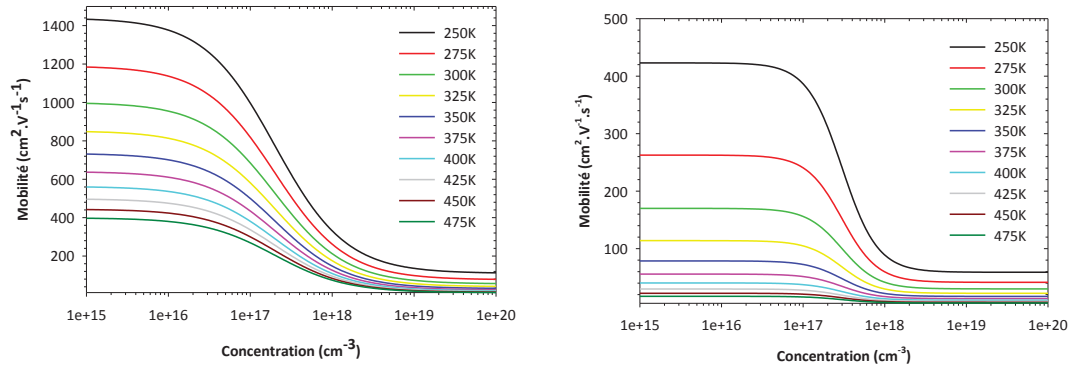 Mobilité (cm².V⁻¹s⁻¹)
1400
1200
1000
800
600
400
200
1e+15 1e+16 1e+17 1e+18 1e+19 1e+20
Concentration (cm⁻³)
250K
275K
300K
325K
350K
375K
400K
425K
450K
475K
Mobilité (cm².V⁻¹.s⁻¹)
500
400
300
200
100
1e+15 1e+16 1e+17 1e+18 1e+19 1e+20
Concentration (cm⁻³)
250K
275K
300K
325K
350K
375K
400K
425K
450K
475K